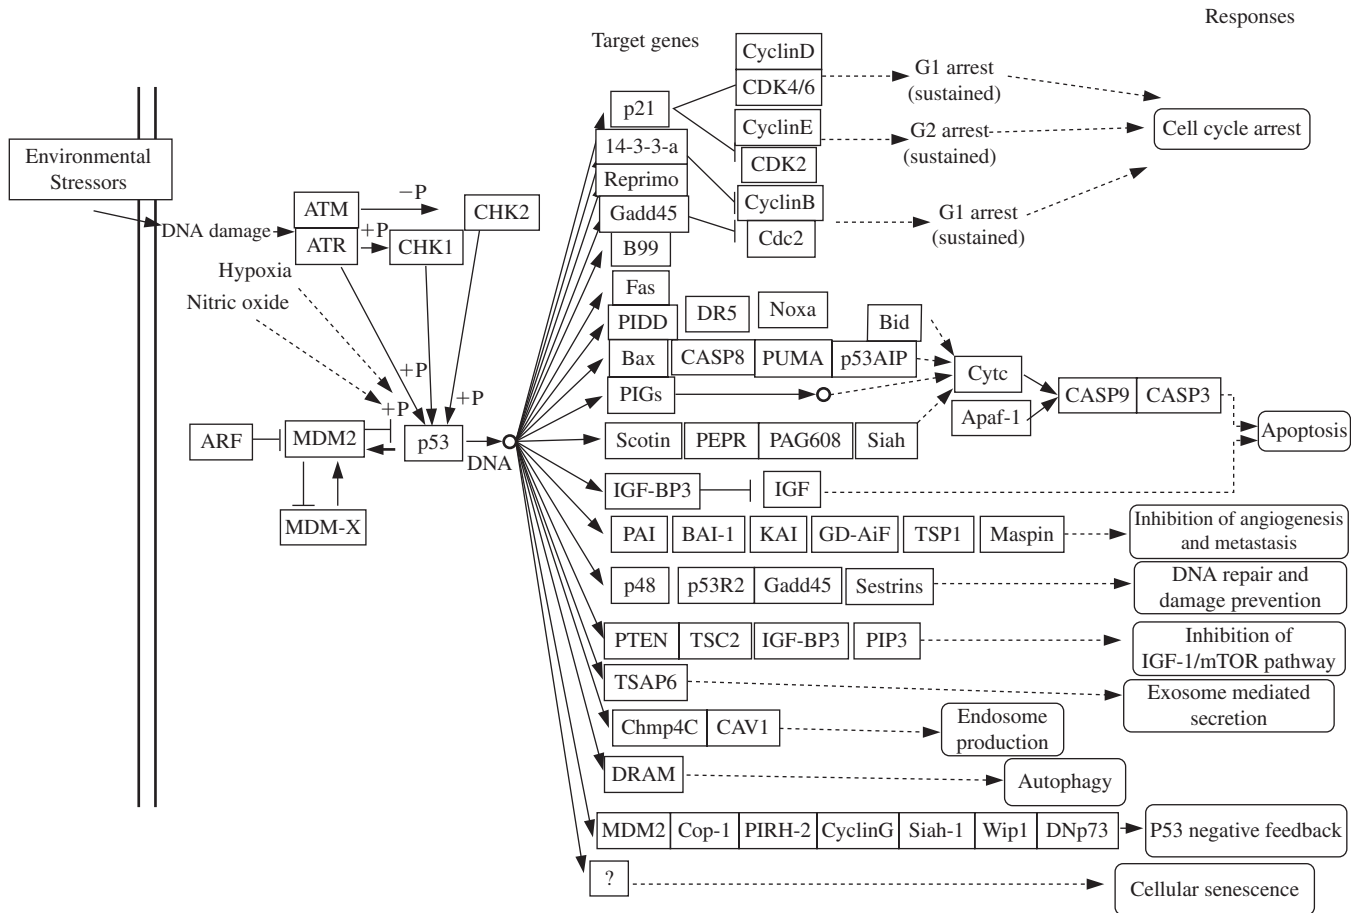 Responses
Target genes
CyclinD
CDK4/6
G1 arrest
(sustained)
p21
CyclinE
CDK2
G2 arrest
(sustained)
Cell cycle arrest
14-3-3-a
Reprimo
Gadd45
B99
CyclinB
Cdc2
G1 arrest
(sustained)
Environmental
Stressors
DNA damage
ATM
ATR
−P
+P
CHK1
CHK2
Hypoxia
Nitric oxide
+P
+P
+P
ARF
MDM2
p53
DNA
MDM-X
Fas
PIDD
DR5
Noxa
Bid
Bax
CASP8
PUMA
p53AIP
PIGs
Cytc
Apaf-1
CASP9
CASP3
Apoptosis
Scotin
PEPR
PAG608
Siah
IGF-BP3
IGF
PAI
BAI-1
KAI
GD-AiF
TSP1
Maspin
Inhibition of angiogenesis
and metastasis
p48
p53R2
Gadd45
Sestrins
DNA repair and
damage prevention
PTEN
TSC2
IGF-BP3
PIP3
Inhibition of
IGF-1/mTOR pathway
TSAP6
Exosome mediated
secretion
Chmp4C
CAV1
Endosome
production
DRAM
Autophagy
MDM2
Cop-1
PIRH-2
CyclinG
Siah-1
Wip1
DNp73
P53 negative feedback
?
Cellular senescence